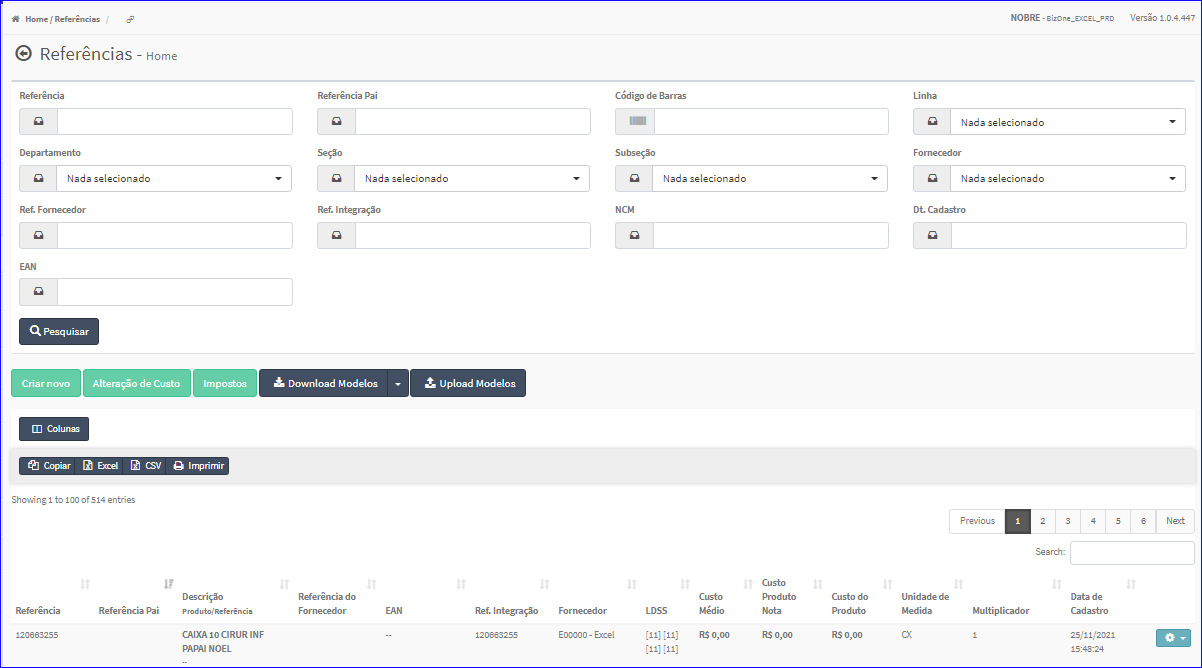 Home / Referências /
NOBRE - BizOne_EXCEL_PRD Versão 1.0.4.447
Referências - Home
Referência Referência Pai Código de Barras Linha
Nada selecionado
Departamento Seção Subseção Fornecedor
Nada selecionado Nada selecionado Nada selecionado Nada selecionado
Ref. Fornecedor Ref. Integração NCM Dt. Cadastro
EAN
Pesquisar
Criar novo Alteração de Custo Impostos Download Modelos Upload Modelos
Colunas
Copiar Excel CSV Imprimir
Showing 1 to 100 of 514 entries
Previous 1 2 3 4 5 6 Next
Search:
Referência Referência Pai Descrição Produto/Referência Referência do Fornecedor EAN Ref. Integração Fornecedor LDSS Custo Médio Custo Produto Nota Custo do Produto Unidade de Medida Multiplicador Data de Cadastro
120663255 CAIXA 10 CIRUR INF -- 120663255 E00000 - Excel [11] [11] R$ 0,00 R$ 0,00 R$ 0,00 CX 1 25/11/2021
PAPAI NOEL [11] [11] 15:48:24
--